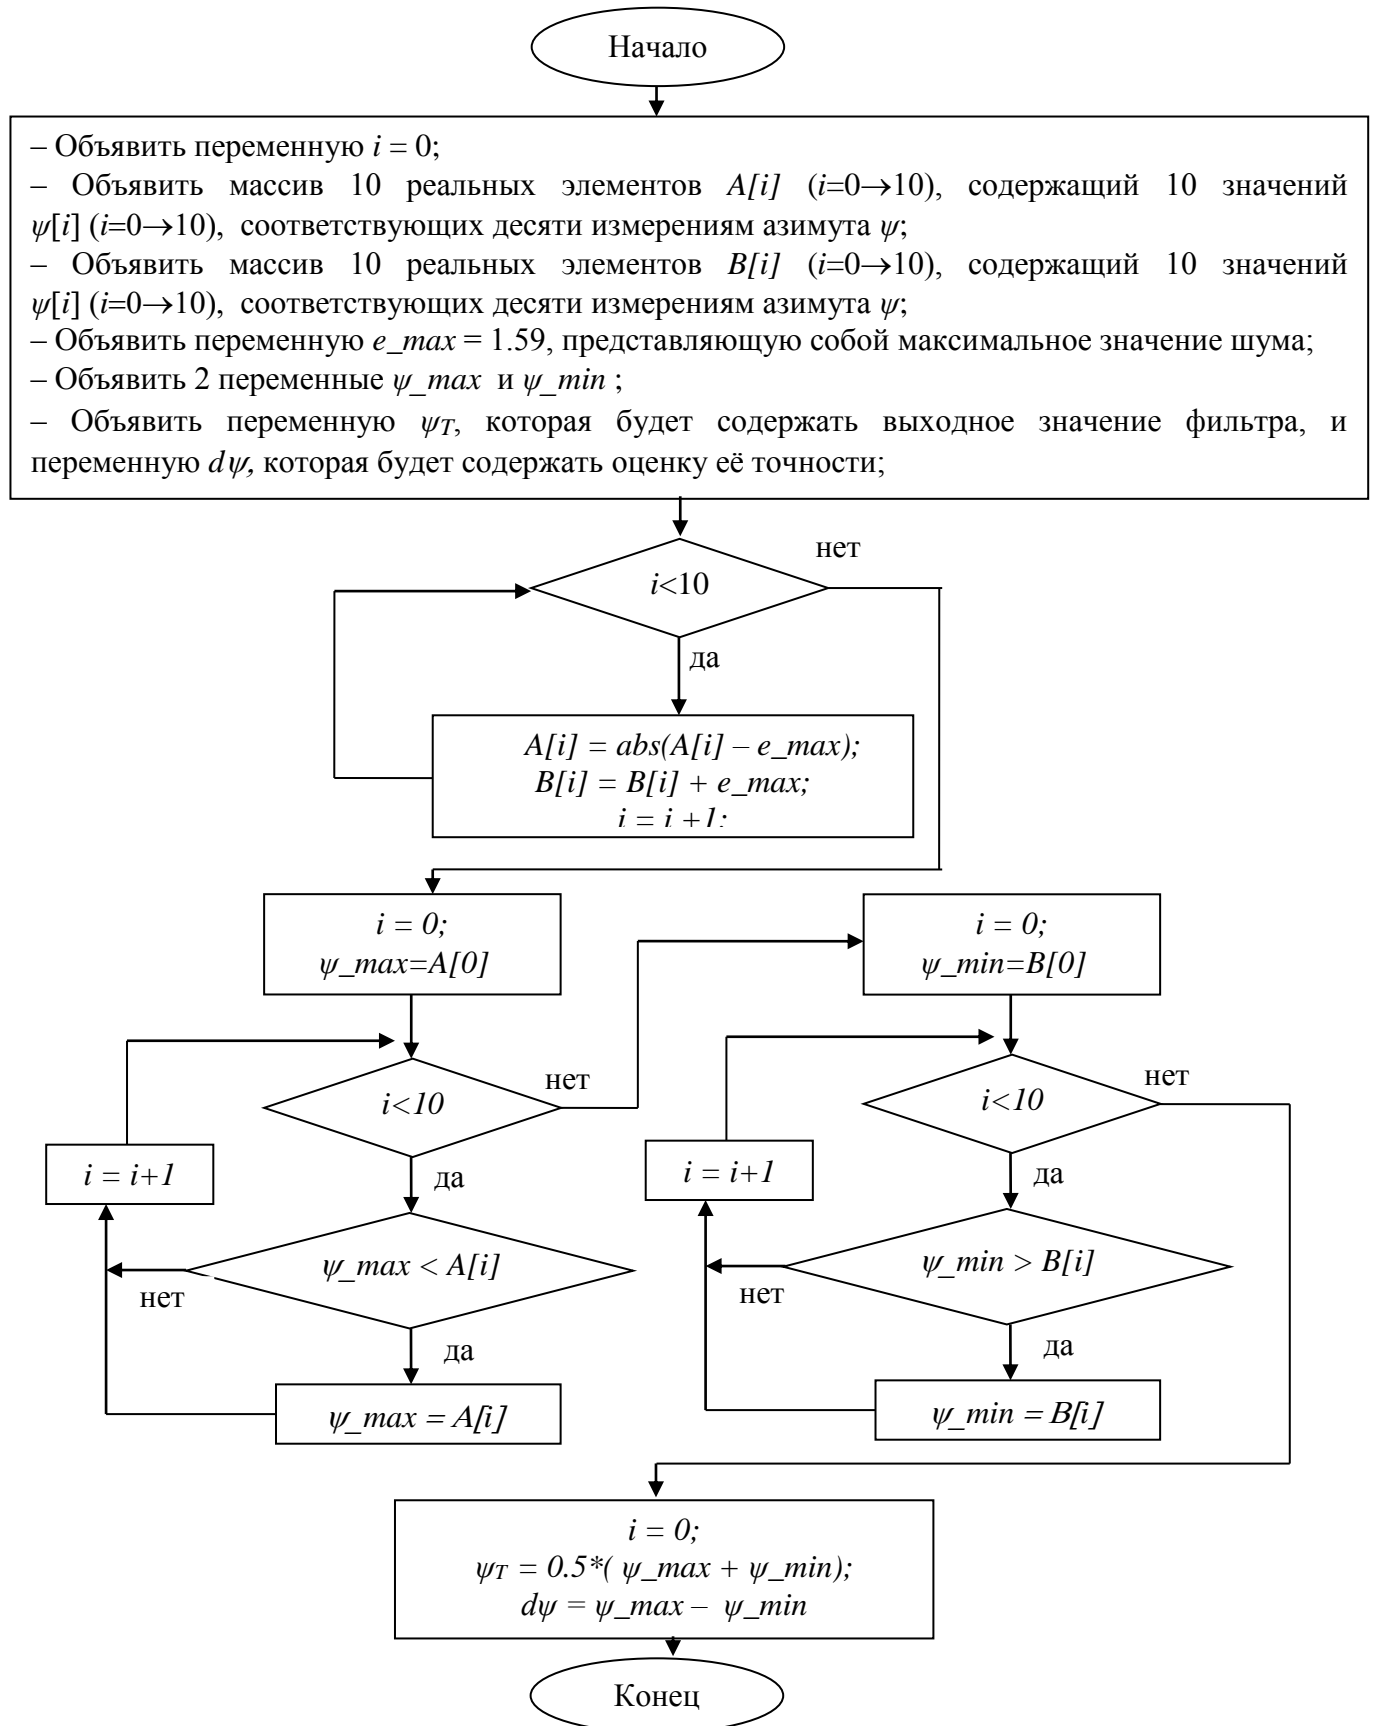 Начало
– Объявить переменную i = 0;
– Объявить массив 10 реальных элементов A[i] (i=0→10), содержащий 10 значений
ψ[i] (i=0→10), соответствующих десяти измерениям азимута ψ;
– Объявить массив 10 реальных элементов B[i] (i=0→10), содержащий 10 значений
ψ[i] (i=0→10), соответствующих десяти измерениям азимута ψ;
– Объявить переменную e_max = 1.59, представляющую собой максимальное значение шума;
– Объявить 2 переменные ψ_max и ψ_min ;
– Объявить переменную ψT, которая будет содержать выходное значение фильтра, и
переменную dψ, которая будет содержать оценку её точности;
нет
i<10
да
A[i] = abs(A[i] – e_max);
B[i] = B[i] + e_max;
i = i +1;
i = 0;
ψ_max=A[0]
i<10
нет
i = i+1
да
ψ_max < A[i]
нет
да
ψ_max = A[i]
i = 0;
ψ_min=B[0]
нет
i<10
i = i+1
да
ψ_min > B[i]
нет
да
ψ_min = B[i]
i = 0;
ψT = 0.5*( ψ_max + ψ_min);
dψ = ψ_max – ψ_min
Конец